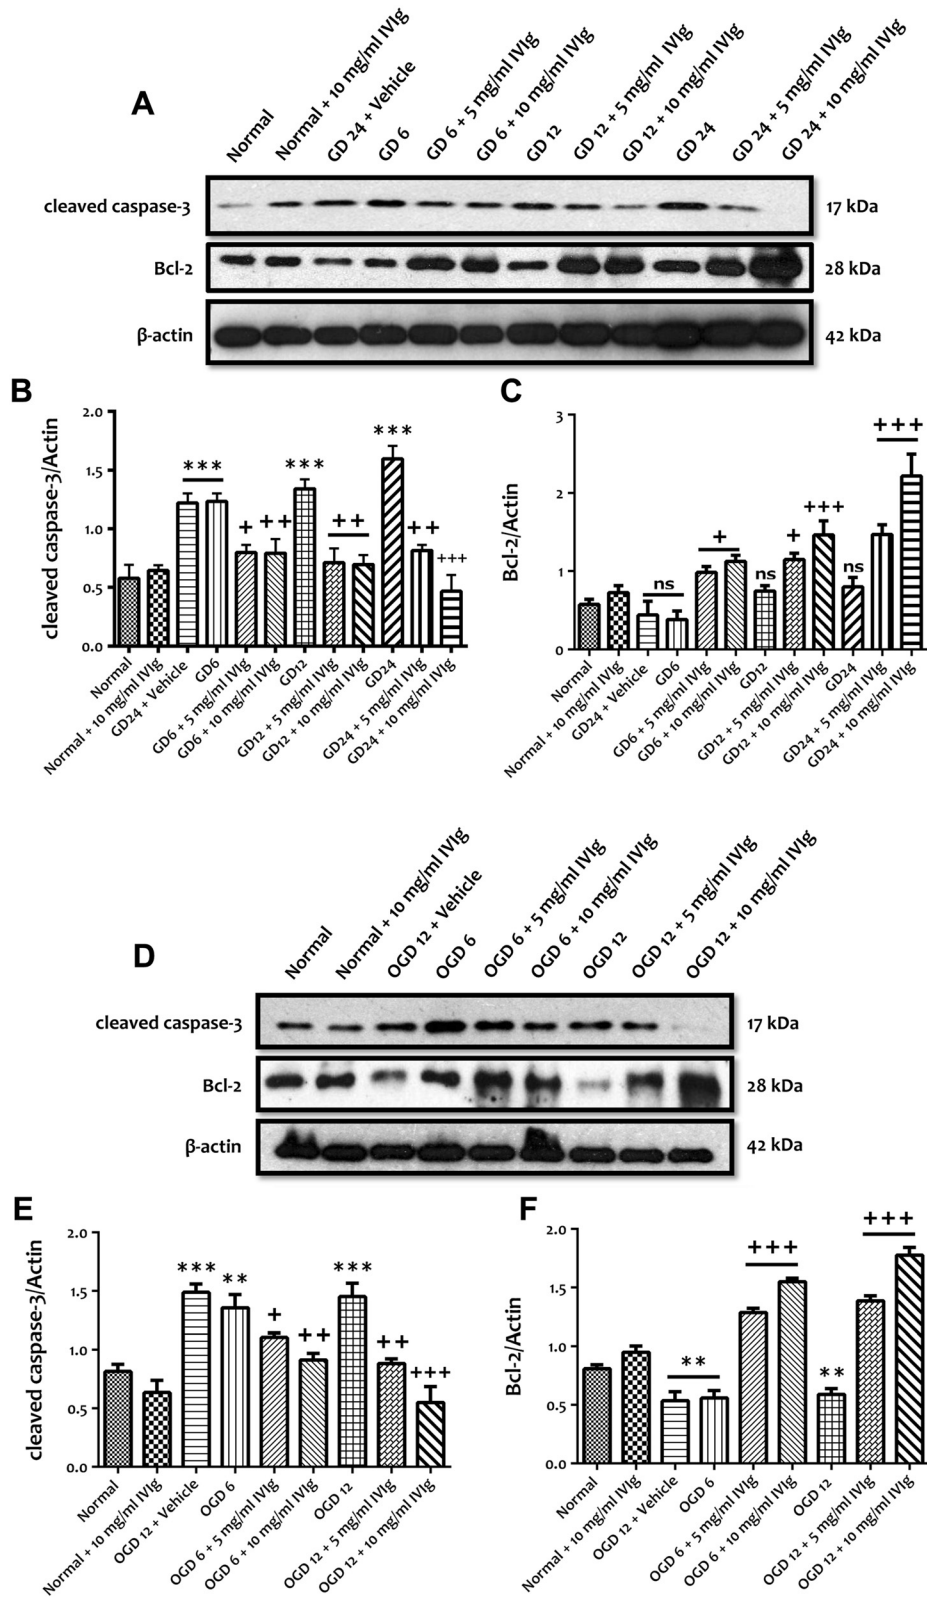 A
Normal
Normal + 10 mg/ml IVIg
GD 24 + Vehicle
GD 6
GD 6 + 5 mg/ml IVIg
GD 6 + 10 mg/ml IVIg
GD 12
GD 12 + 5 mg/ml IVIg
GD 12 + 10 mg/ml IVIg
GD 24
GD 24 + 5 mg/ml IVIg
GD 24 + 10 mg/ml IVIg
cleaved caspase-3 17 kDa
Bcl-2 28 kDa
β-actin 42 kDa
B
cleaved caspase-3/Actin
2.0
1.5
1.0
0.5
0.0
***
+
++
***
++
***
++
+++
Normal
Normal + 10 mg/ml IVIg
GD24 + Vehicle
GD6
GD6 + 5 mg/ml IVIg
GD6 + 10 mg/ml IVIg
GD12
GD12 + 5 mg/ml IVIg
GD12 + 10 mg/ml IVIg
GD24
GD24 + 5 mg/ml IVIg
GD24 + 10 mg/ml IVIg
C
Bcl-2/Actin
3
2
1
0
ns
+
ns
+
+++
ns
+++
Normal
Normal + 10 mg/ml IVIg
GD24 + Vehicle
GD6
GD6 + 5 mg/ml IVIg
GD6 + 10 mg/ml IVIg
GD12
GD12 + 5 mg/ml IVIg
GD12 + 10 mg/ml IVIg
GD24
GD24 + 5 mg/ml IVIg
GD24 + 10 mg/ml IVIg
D
Normal
Normal + 10 mg/ml IVIg
OGD 12 + Vehicle
OGD 6
OGD 6 + 5 mg/ml IVIg
OGD 6 + 10 mg/ml IVIg
OGD 12
OGD 12 + 5 mg/ml IVIg
OGD 12 + 10 mg/ml IVIg
cleaved caspase-3 17 kDa
Bcl-2 28 kDa
β-actin 42 kDa
E
cleaved caspase-3/Actin
2.0
1.5
1.0
0.5
0.0
***
**
+
++
***
++
+++
Normal
Normal + 10 mg/ml IVIg
OGD 12 + Vehicle
OGD 6
OGD 6 + 5 mg/ml IVIg
OGD 6 + 10 mg/ml IVIg
OGD 12
OGD 12 + 5 mg/ml IVIg
OGD 12 + 10 mg/ml IVIg
F
Bcl-2/Actin
2.0
1.5
1.0
0.5
0.0
**
+++
**
+++
Normal
Normal + 10 mg/ml IVIg
OGD 12 + Vehicle
OGD 6
OGD 6 + 5 mg/ml IVIg
OGD 6 + 10 mg/ml IVIg
OGD 12
OGD 12 + 5 mg/ml IVIg
OGD 12 + 10 mg/ml IVIg